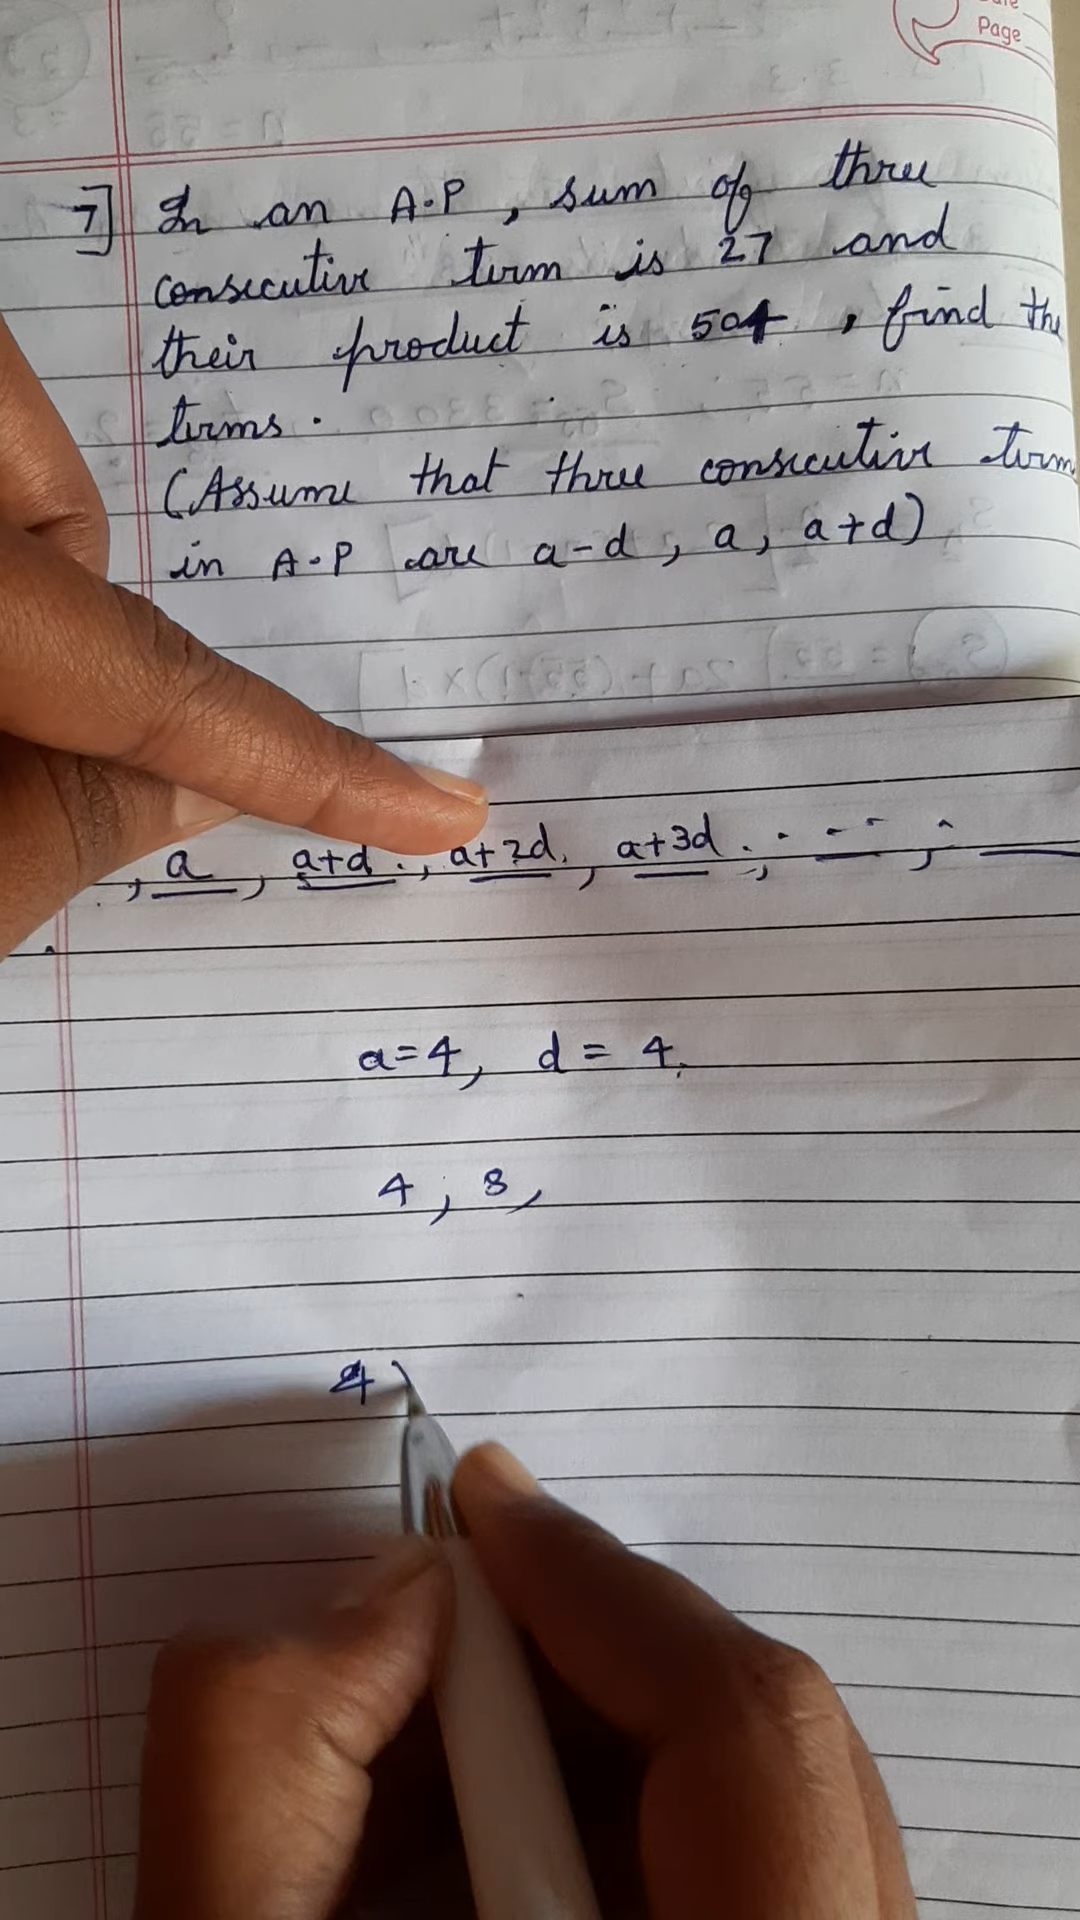 Page
7] In an A.P, sum of three
consecutive term is 27 and
their product is 504, find the
terms.
(Assume that three consecutive term
in A.P are a-d, a, a+d)
, a, a+d., a+2d, a+3d.,
a=4, d = 4.
4, 8,
4)